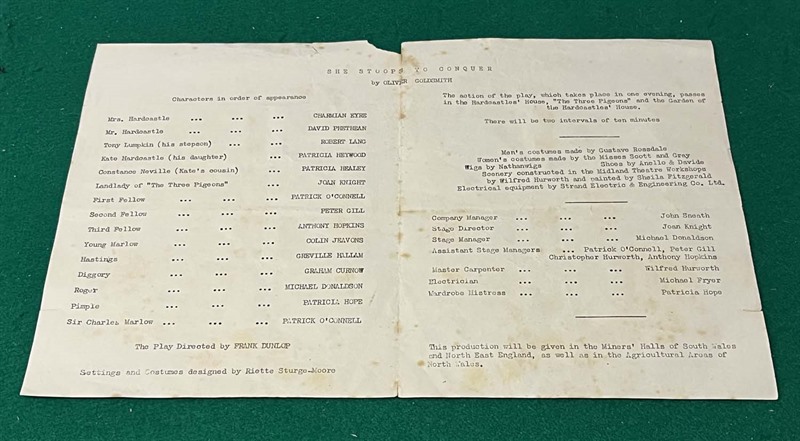 SHE STOOPS TO CONQUER
by OLIVER GOLDSMITH
Characters in order of appearance
Mrs. Hardcastle ... ... ... CHARMIAN EYRE
Mr. Hardcastle ... ... ... DAVID PHETHEAN
Tony Lumpkin (his stepson) ... ... ROBERT LANG
Kate Hardcastle (his daughter) ... PATRICIA HEYWOOD
Constance Neville (Kate's cousin) ... PATRICIA HEALEY
Landlady of "The Three Pigeons" ... JOAN KNIGHT
First Fellow ... ... ... PATRICK O'CONNELL
Second Fellow ... ... ... PETER GILL
Third Fellow ... ... ... ANTHONY HOPKINS
Young Marlow ... ... ... COLIN JEAVONS
Hastings ... ... ... GREVILLE HALLAM
Diggory ... ... ... GRAHAM CURNOW
Roger ... ... ... MICHAEL DONALDSON
Pimple ... ... ... PATRICIA HOPE
Sir Charles Marlow ... ... ... PATRICK O'CONNELL
The Play Directed by FRANK DUNLOP
Settings and Costumes designed by Riette Sturge-Moore
The action of the play, which takes place in one evening, passes
in the Hardcastles' House, "The Three Pigeons" and the Garden of
the Hardcastles' House.
There will be two intervals of ten minutes
Men's costumes made by Gustave Rossdale
Women's costumes made by the Misses Scott and Gray
Wigs by Nathanwigs Shoes by Anello & Davide
Scenery constructed in the Midland Theatre Workshops
by Wilfred Hurworth and painted by Sheila Fitzgerald
Electrical equipment by Strand Electric & Engineering Co. Ltd.
Company Manager ... ... ... John Sneath
Stage Director ... ... ... Joan Knight
Stage Manager ... ... ... Michael Donaldson
Assistant Stage Managers ... Patrick O'Connell, Peter Gill
Christopher Hurworth, Anthony Hopkins
Master Carpenter ... ... ... Wilfred Hurworth
Electrician ... ... ... Michael Fryer
Wardrobe Mistress ... ... ... Patricia Hope
This production will be given in the Miners' Halls of South Wales
and North East England, as well as in the Agricultural Areas of
North Wales.